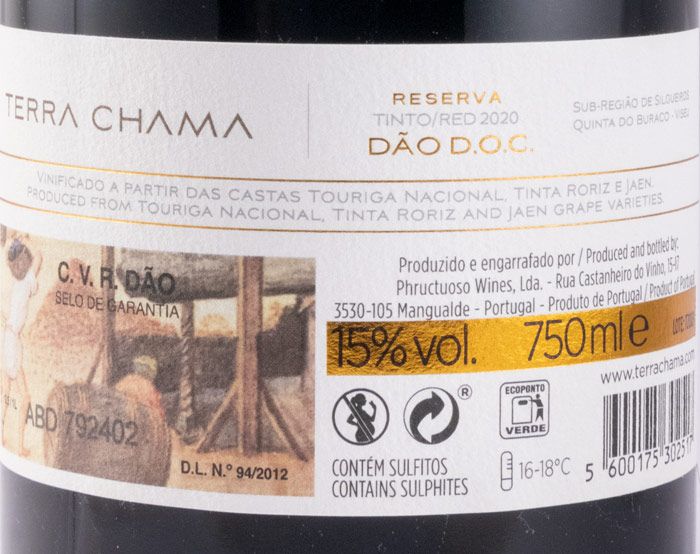 TERRA CHAMA
RESERVA
TINTO/RED 2020
DÃO D.O.C.
SUB-REGIÃO DE SILGUEIROS
QUINTA DO BURACO - VISEU
VINIFICADO A PARTIR DAS CASTAS TOURIGA NACIONAL, TINTA RORIZ E JAEN.
PRODUCED FROM TOURIGA NACIONAL, TINTA RORIZ AND JAEN GRAPE VARIETIES.
C. V. R. DÃO
SELO DE GARANTIA
ABD 792402
D.L. N.º 94/2012
Produzido e engarrafado por / Produced and bottled by:
Phructuoso Wines, Lda. - Rua Castanheiro do Vinho, 15-17
3530-105 Mangualde - Portugal - Produto de Portugal / Product of Portugal
15% vol. 750ml e
www.terrachama.com
R
ECOPONTO
VERDE
CONTÉM SULFITOS
CONTAINS SULPHITES
16-18°C
5 600175 30251